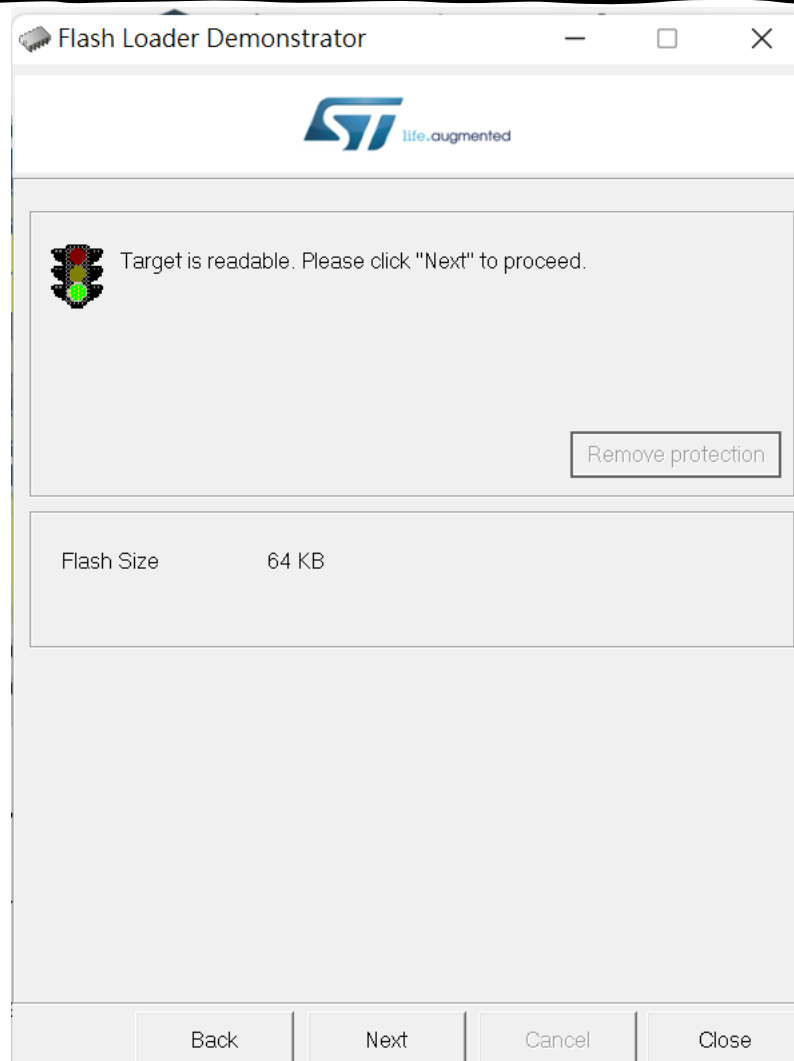 Flash Loader Demonstrator
ST life.augmented
Target is readable. Please click "Next" to proceed.
Remove protection
Flash Size 64 KB
Back Next Cancel Close